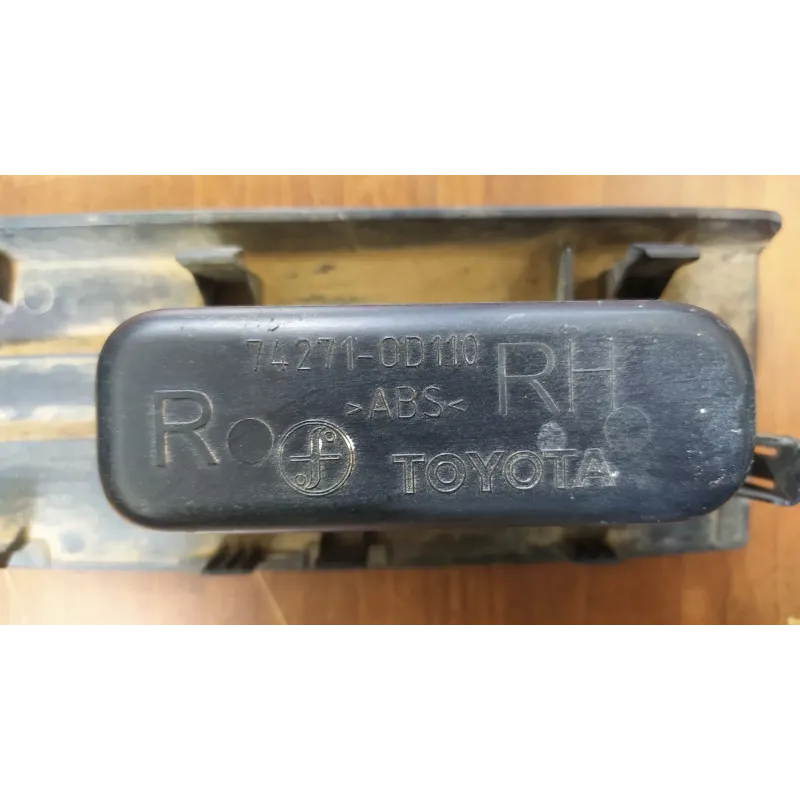 74271-0D110
>ABS< RH
R
TOYOTA